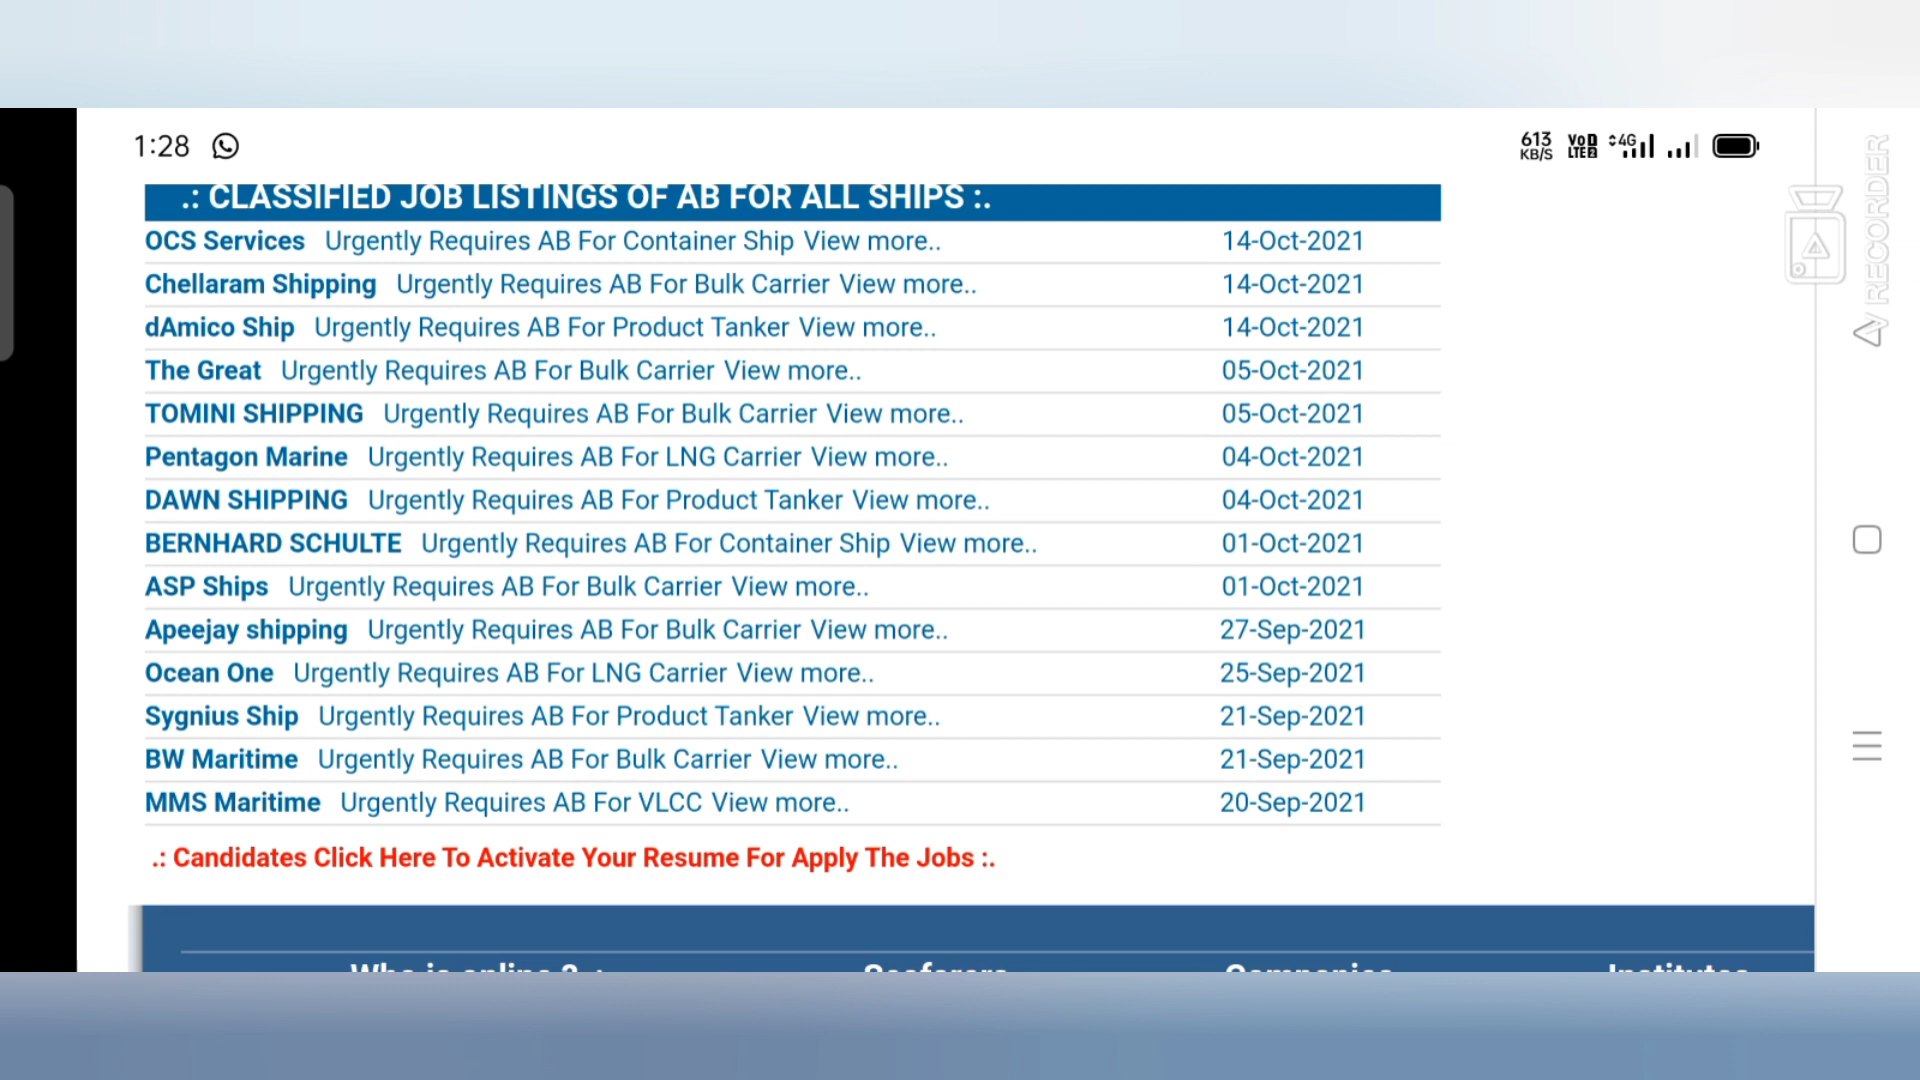 1:28
613 KB/S VoD LTE2 4G
RECORDER
.: CLASSIFIED JOB LISTINGS OF AB FOR ALL SHIPS :.
OCS Services Urgently Requires AB For Container Ship View more.. 14-Oct-2021
Chellaram Shipping Urgently Requires AB For Bulk Carrier View more.. 14-Oct-2021
dAmico Ship Urgently Requires AB For Product Tanker View more.. 14-Oct-2021
The Great Urgently Requires AB For Bulk Carrier View more.. 05-Oct-2021
TOMINI SHIPPING Urgently Requires AB For Bulk Carrier View more.. 05-Oct-2021
Pentagon Marine Urgently Requires AB For LNG Carrier View more.. 04-Oct-2021
DAWN SHIPPING Urgently Requires AB For Product Tanker View more.. 04-Oct-2021
BERNHARD SCHULTE Urgently Requires AB For Container Ship View more.. 01-Oct-2021
ASP Ships Urgently Requires AB For Bulk Carrier View more.. 01-Oct-2021
Apeejay shipping Urgently Requires AB For Bulk Carrier View more.. 27-Sep-2021
Ocean One Urgently Requires AB For LNG Carrier View more.. 25-Sep-2021
Sygnius Ship Urgently Requires AB For Product Tanker View more.. 21-Sep-2021
BW Maritime Urgently Requires AB For Bulk Carrier View more.. 21-Sep-2021
MMS Maritime Urgently Requires AB For VLCC View more.. 20-Sep-2021
.: Candidates Click Here To Activate Your Resume For Apply The Jobs :.
Who is online ? Seafarers Companies Institutes